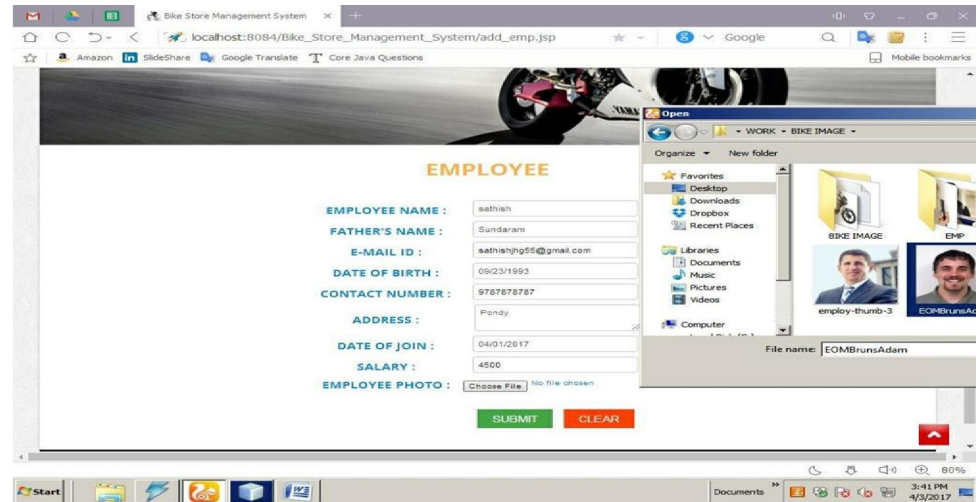 Bike Store Management System
localhost:8084/Bike_Store_Management_System/add_emp.jsp
Google
Amazon
SlideShare
Google Translate
Core Java Questions
Mobile bookmarks
Open
WORK
BIKE IMAGE
Organize
New folder
Favorites
Desktop
Downloads
Dropbox
Recent Places
Libraries
Documents
Music
Pictures
Videos
Computer
BIKE IMAGE
EMP
employ-thumb-3
File name:
EOMBrunsAdam
EMPLOYEE
EMPLOYEE NAME :
sathish
FATHER'S NAME :
Sundaram
E-MAIL ID :
sathishjhg55@gmail.com
DATE OF BIRTH :
09/23/1993
CONTACT NUMBER :
9787878787
ADDRESS :
Pondy
DATE OF JOIN :
04/01/2017
SALARY :
4500
EMPLOYEE PHOTO :
Choose File
No file chosen
SUBMIT
CLEAR
80%
Start
Documents
3:41 PM
4/3/2017